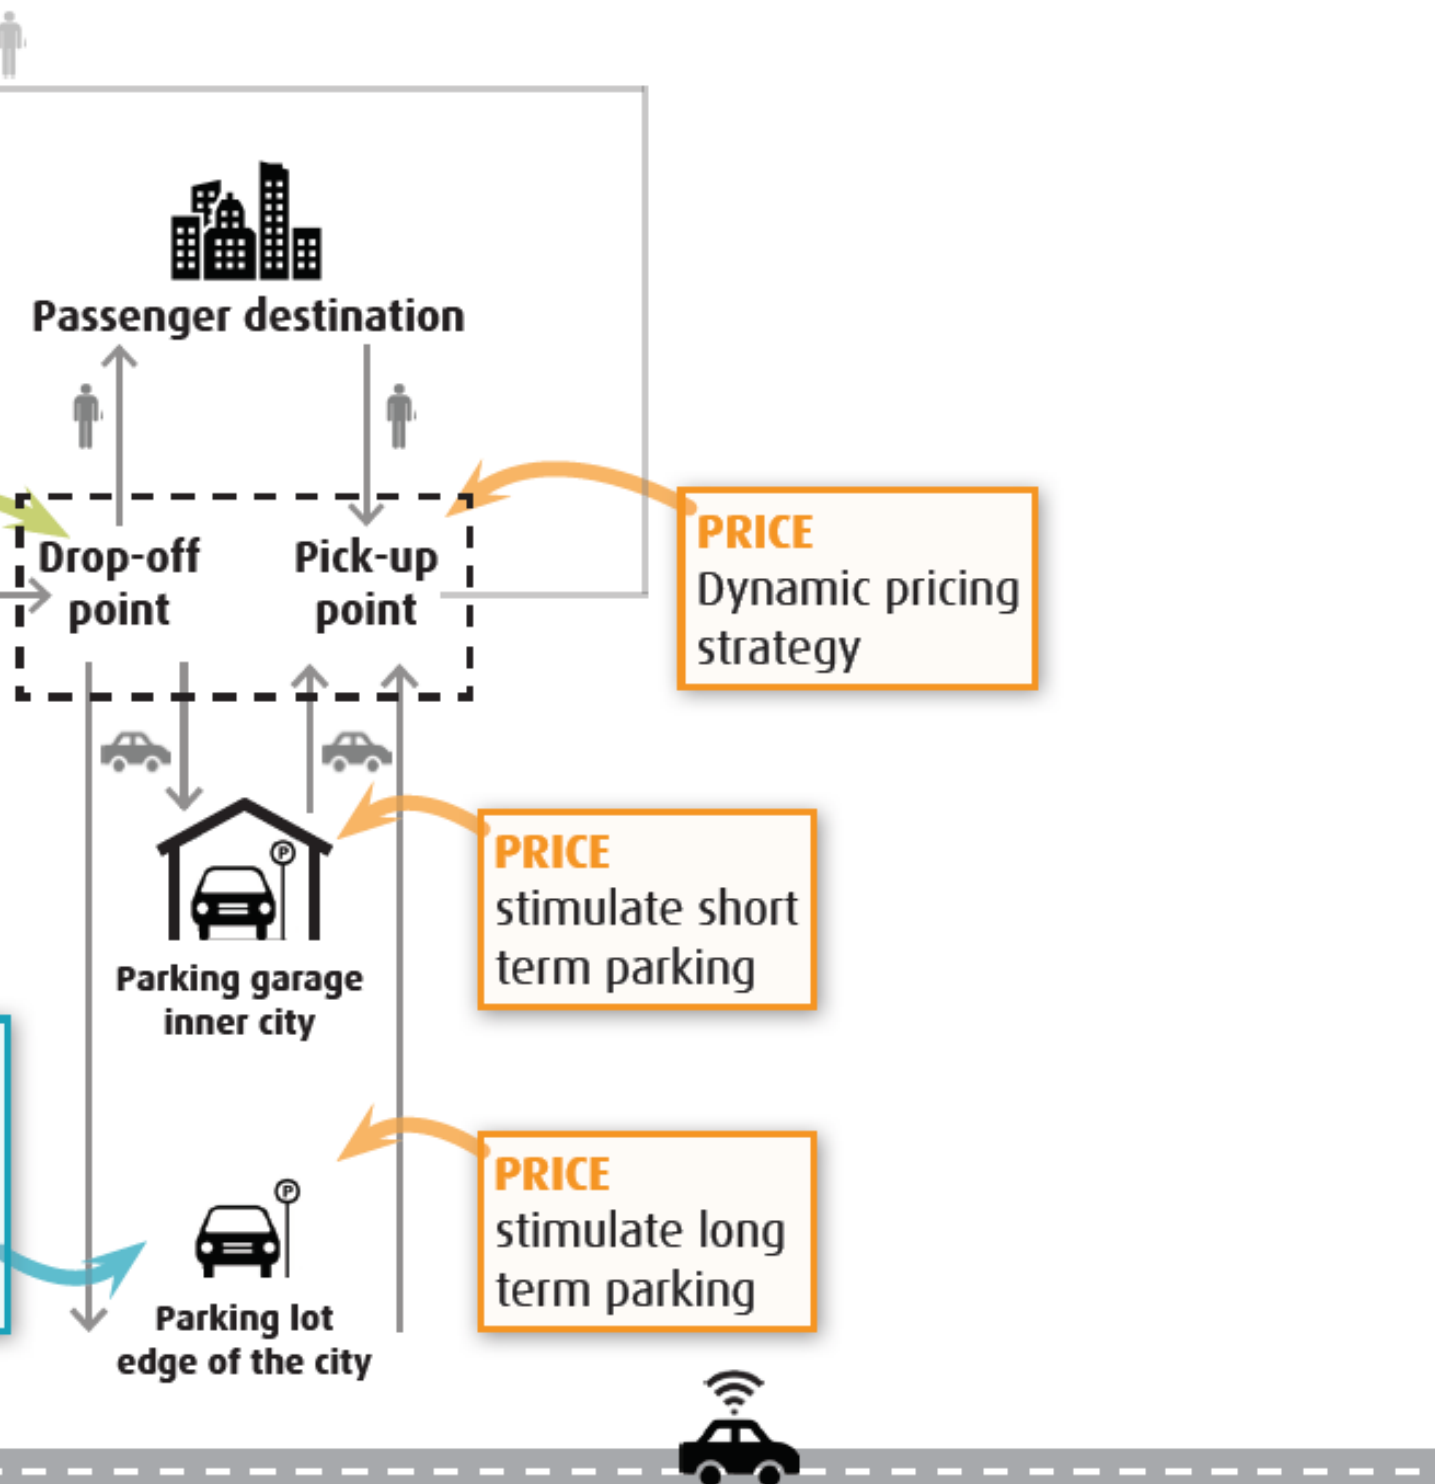 Passenger destination
Drop-off
point
Pick-up
point
PRICE
Dynamic pricing
strategy
P
Parking garage
inner city
PRICE
stimulate short
term parking
P
Parking lot
edge of the city
PRICE
stimulate long
term parking